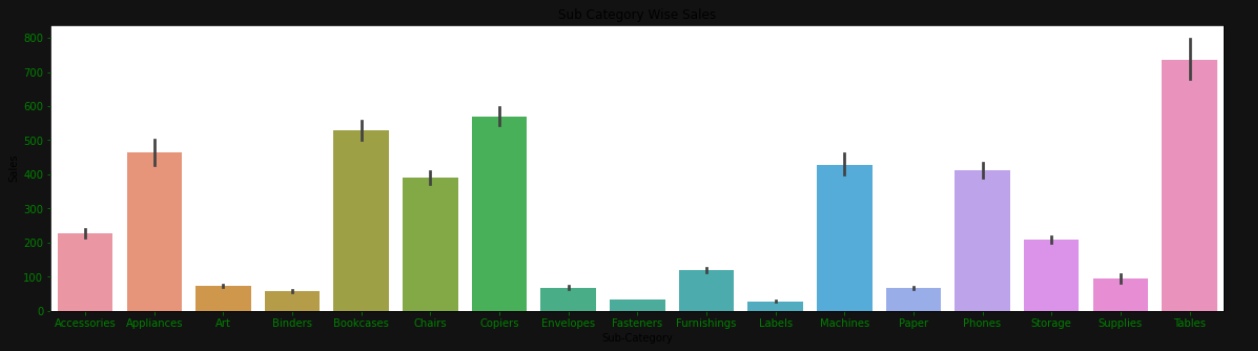 Sub Category Wise Sales
800
700
600
500
400
300
200
100
0
Sales
Accessories Appliances Art Binders Bookcases Chairs Copiers Envelopes Fasteners Furnishings Labels Machines Paper Phones Storage Supplies Tables
Sub-Category